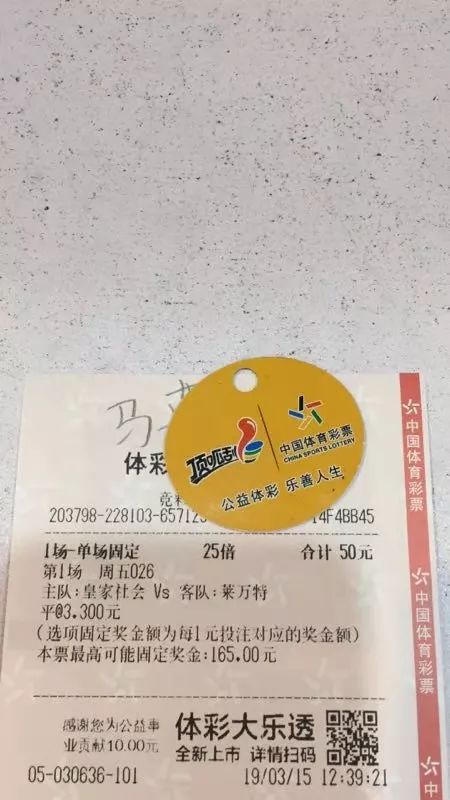 马
体彩
竞
203798-228103-65712
14F4BB45
顶呱刮
中国体育彩票
CHINA SPORTS LOTTERY
公益体彩 乐善人生
1场-单场固定 25倍 合计 50元
第1场 周五026
主队:皇家社会 Vs 客队:莱万特
平@3.300元
(选项固定奖金额为每1元投注对应的奖金额)
本票最高可能固定奖金:165.00元
感谢您为公益事
业贡献10.00元
体彩大乐透
全新上市 详情扫码
05-030636-101
19/03/15 12:39:21
中国体育彩票
中国体育彩票
中